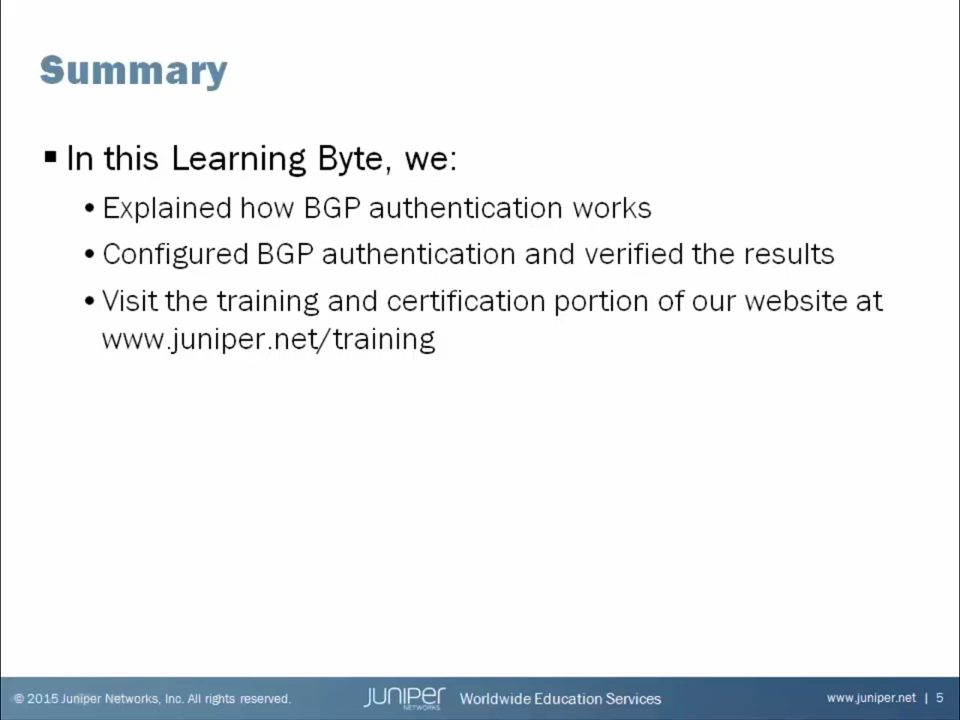 Summary
■ In this Learning Byte, we:
• Explained how BGP authentication works
• Configured BGP authentication and verified the results
• Visit the training and certification portion of our website at
www.juniper.net/training
© 2015 Juniper Networks, Inc. All rights reserved.
JUNIPER
NETWORKS
Worldwide Education Services
www.juniper.net | 5